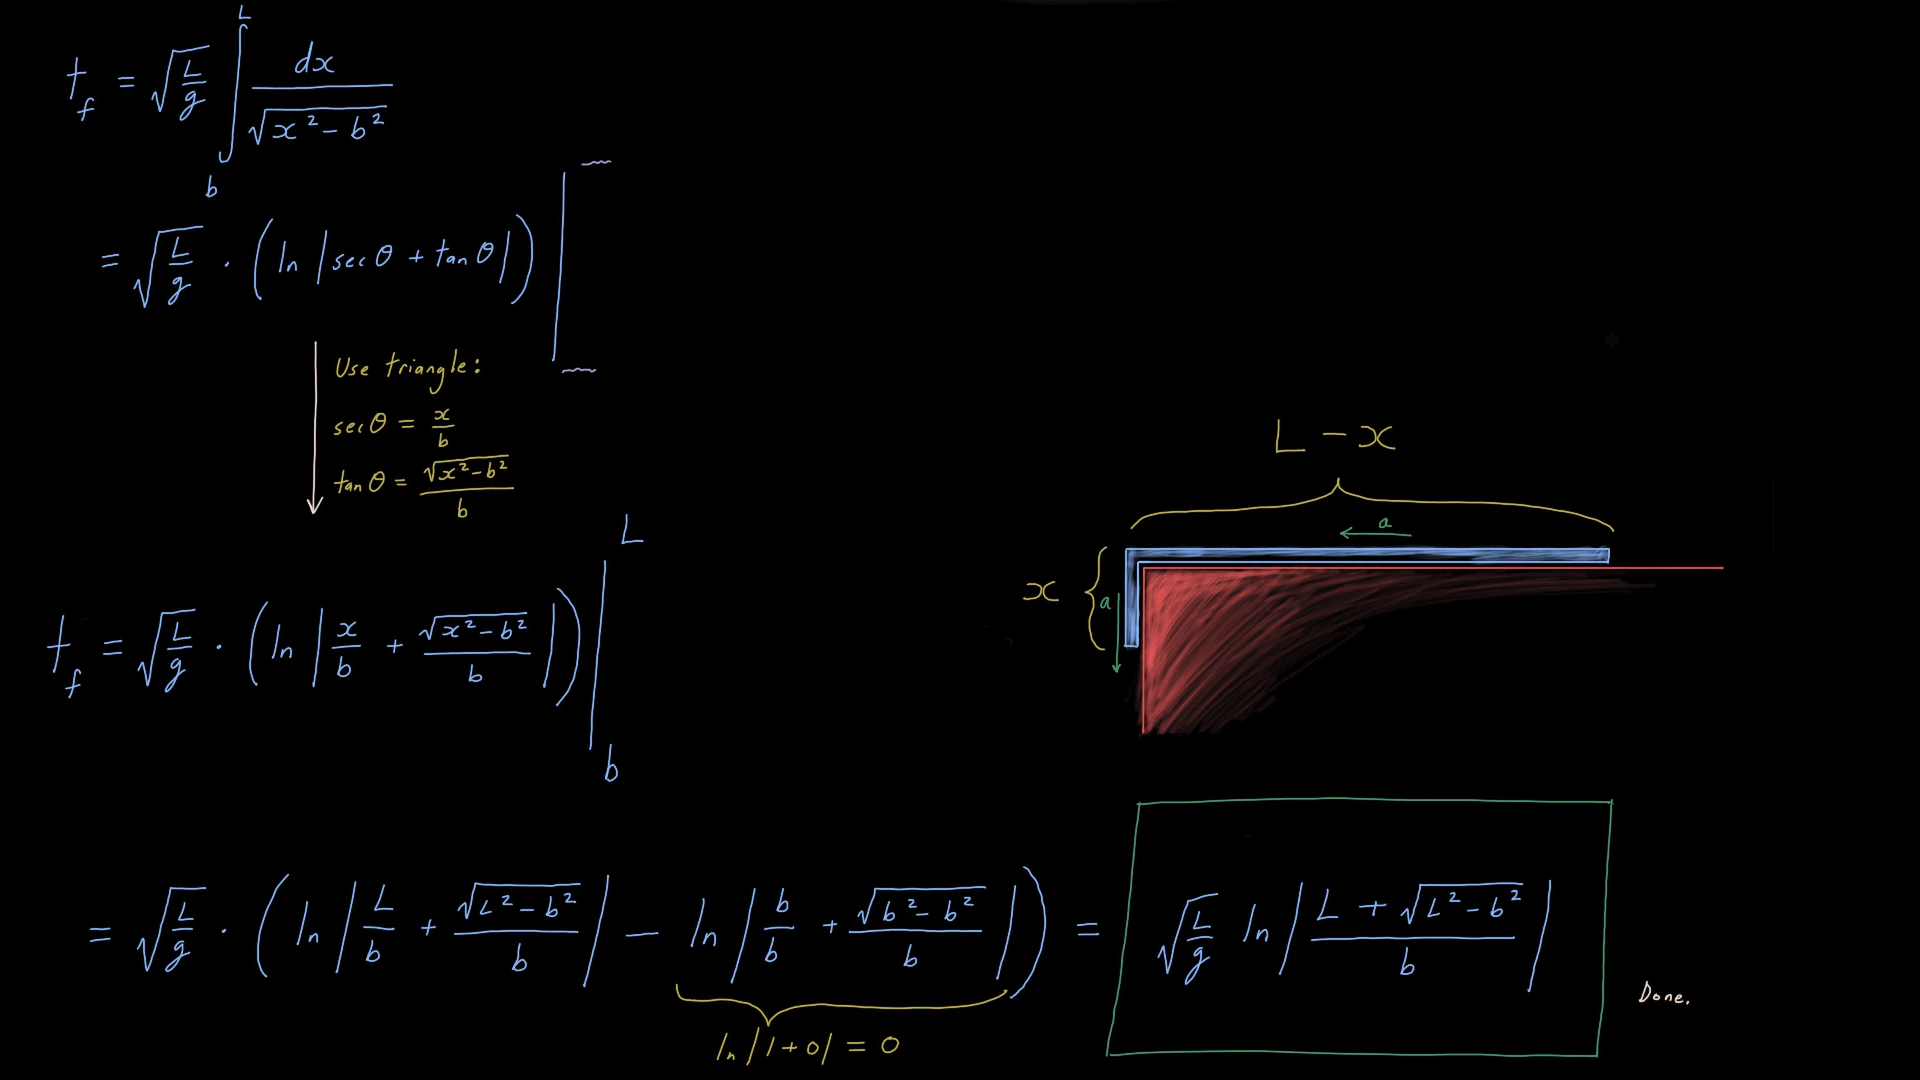 t_f = √(L/g) ∫_b^L dx / √(x² − b²)
= √(L/g) · (ln |sec θ + tan θ|) |
Use triangle:
sec θ = x/b
tan θ = √(x² − b²) / b
t_f = √(L/g) · (ln | x/b + √(x² − b²)/b |) |_b^L
L − x
a
x
a
= √(L/g) · (ln | L/b + √(L² − b²)/b | − ln | b/b + √(b² − b²)/b |) = √(L/g) ln | (L + √(L² − b²))/b |
ln |1 + 0| = 0
Done.